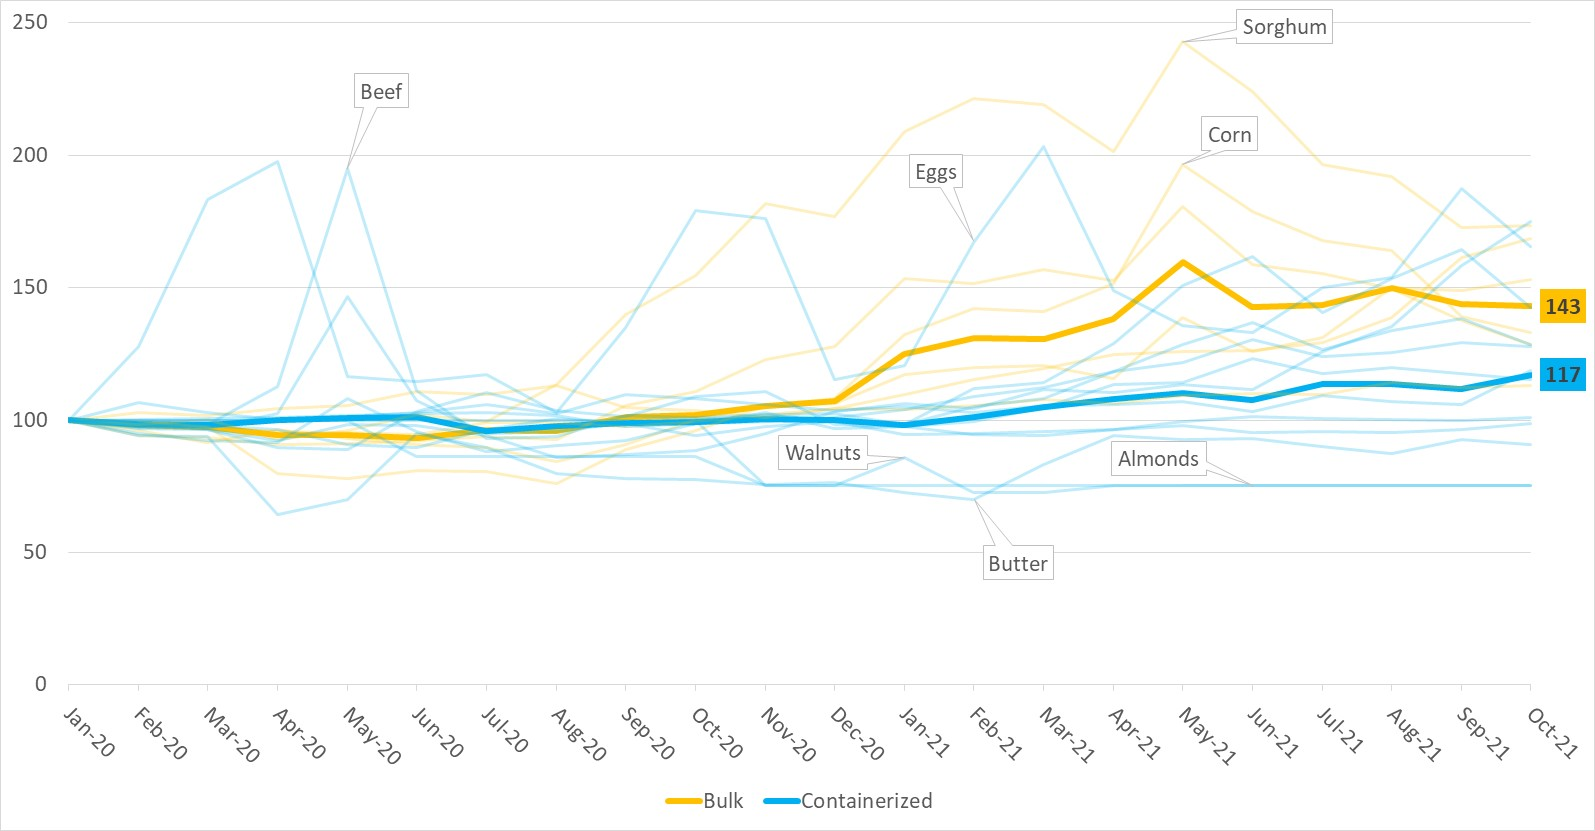 250
Sorghum
Beef
Corn
200
Eggs
150
143
117
100
Walnuts
Almonds
50
Butter
0
Jan-20
Feb-20
Mar-20
Apr-20
May-20
Jun-20
Jul-20
Aug-20
Sep-20
Oct-20
Nov-20
Dec-20
Jan-21
Feb-21
Mar-21
Apr-21
May-21
Jun-21
Jul-21
Aug-21
Sep-21
Oct-21
Bulk
Containerized